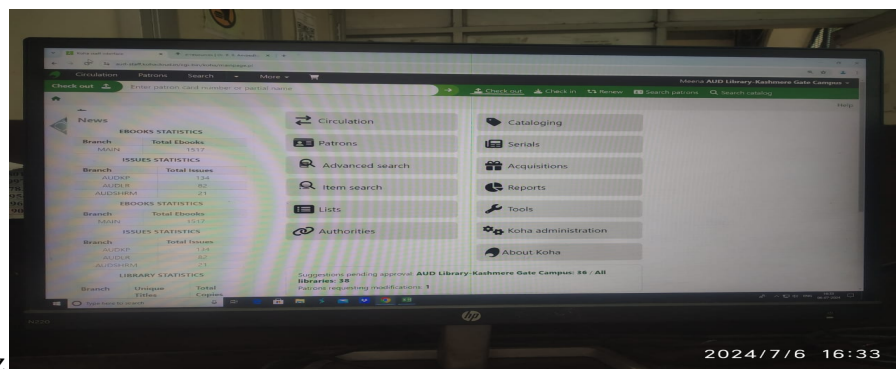 Circulation Patrons Search More
Meena AUD Library-Kashmere Gate Campus
Check out Enter patron card number or partial name
Check out Check in Renew Search patrons Search catalog
Help
News
EBOOKS STATISTICS
Branch Total Ebooks
MAIN 1517
ISSUES STATISTICS
Branch Total Issues
AUDKP 134
AUDLR 82
AUDSHRM 21
EBOOKS STATISTICS
Branch Total Ebooks
MAIN 1517
ISSUES STATISTICS
Branch Total Issues
AUDKP 134
AUDLR 82
AUDSHRM 21
LIBRARY STATISTICS
Branch Unique Total
Titles Copies
Circulation
Patrons
Advanced search
Item search
Lists
Authorities
Cataloging
Serials
Acquisitions
Reports
Tools
Koha administration
About Koha
Suggestions pending approval: AUD Library-Kashmere Gate Campus: 36 / All
libraries: 38
Patrons requesting modifications: 1
Type here to search
hp
N220
2024/7/6 16:33